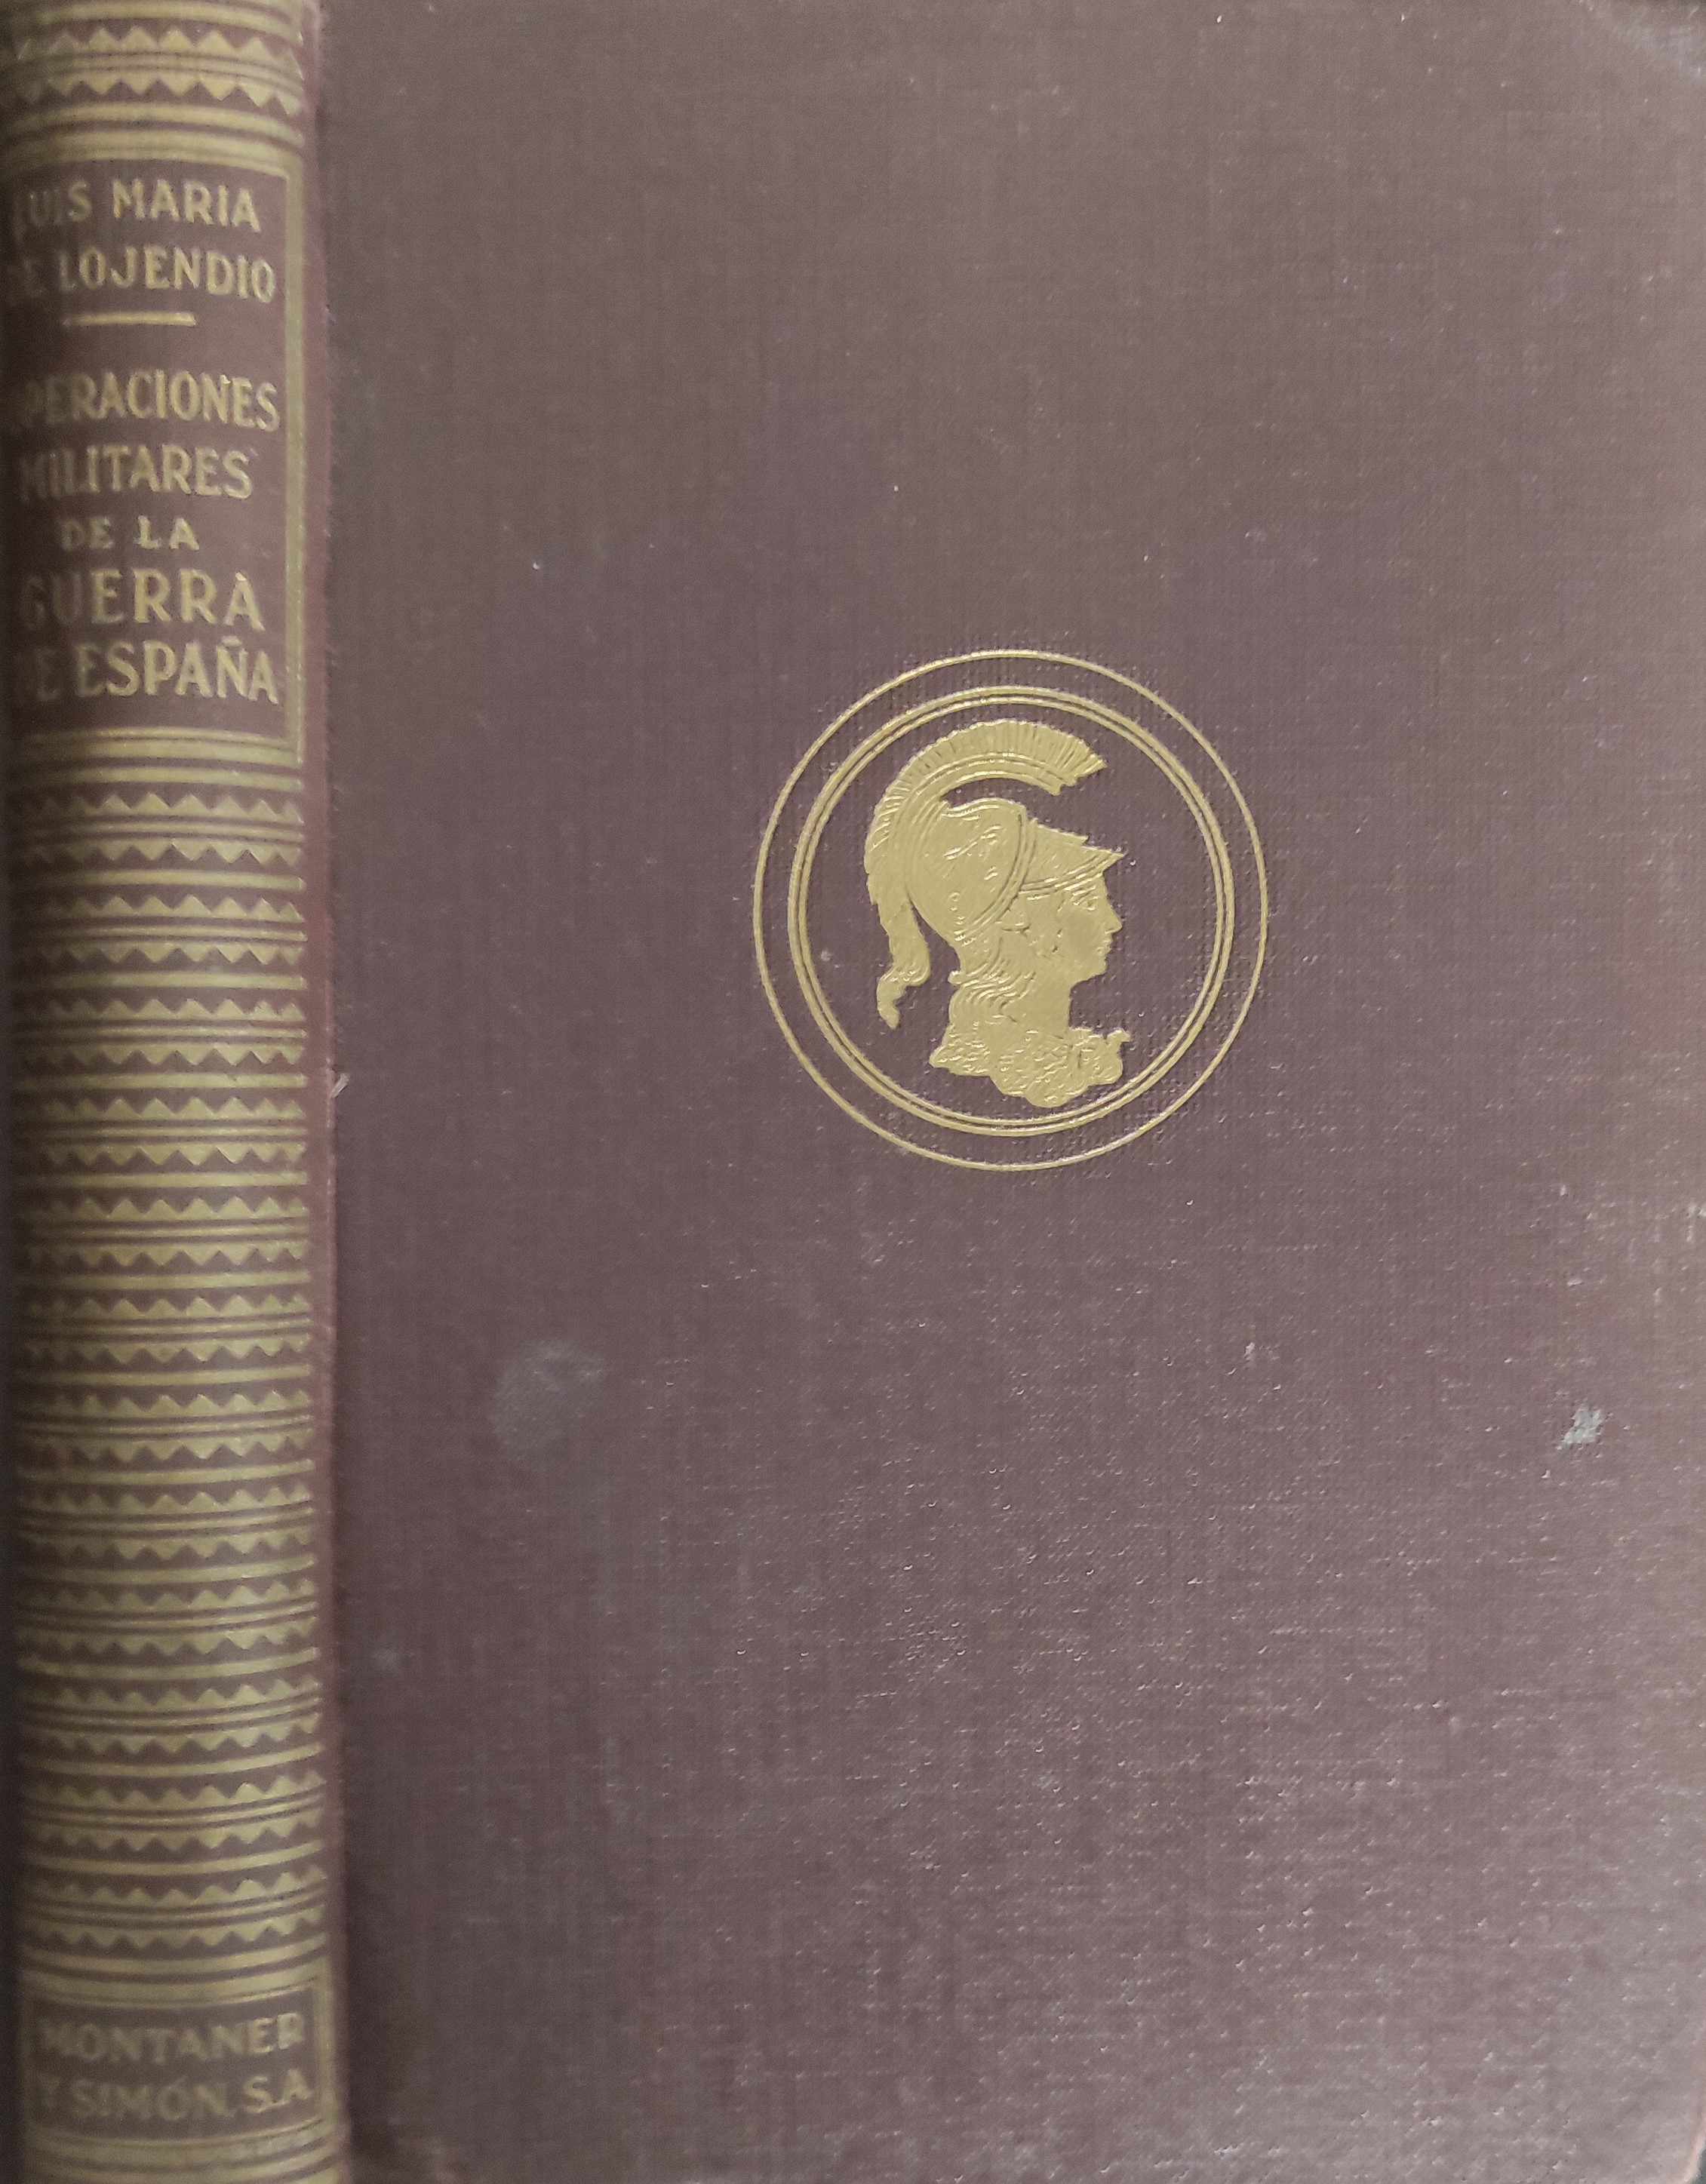 LUIS MARIA
DE LOJENDIO
OPERACIONES
MILITARES
DE LA
GUERRA
DE ESPAÑA
MONTANER
Y SIMÓN, S.A.